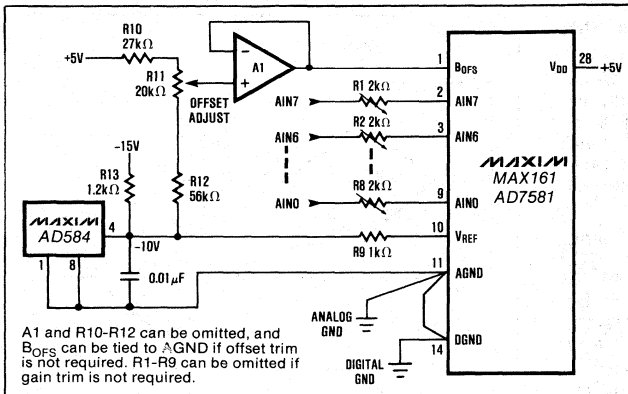 R10
27kΩ
+5V
R11
20kΩ
OFFSET
ADJUST
−
+
A1
1
BOFS
VDD
28
+5V
AIN7
R1 2kΩ
2
AIN7
AIN6
R2 2kΩ
3
AIN6
AIN0
R8 2kΩ
9
AIN0
MAXIM
MAX161
AD7581
-15V
R13
1.2kΩ
R12
56kΩ
MAXIM
AD584
4
-10V
R9 1kΩ
10
VREF
1
8
0.01µF
11
AGND
ANALOG
GND
DGND
14
DIGITAL
GND
A1 and R10-R12 can be omitted, and
BOFS can be tied to AGND if offset trim
is not required. R1-R9 can be omitted if
gain trim is not required.